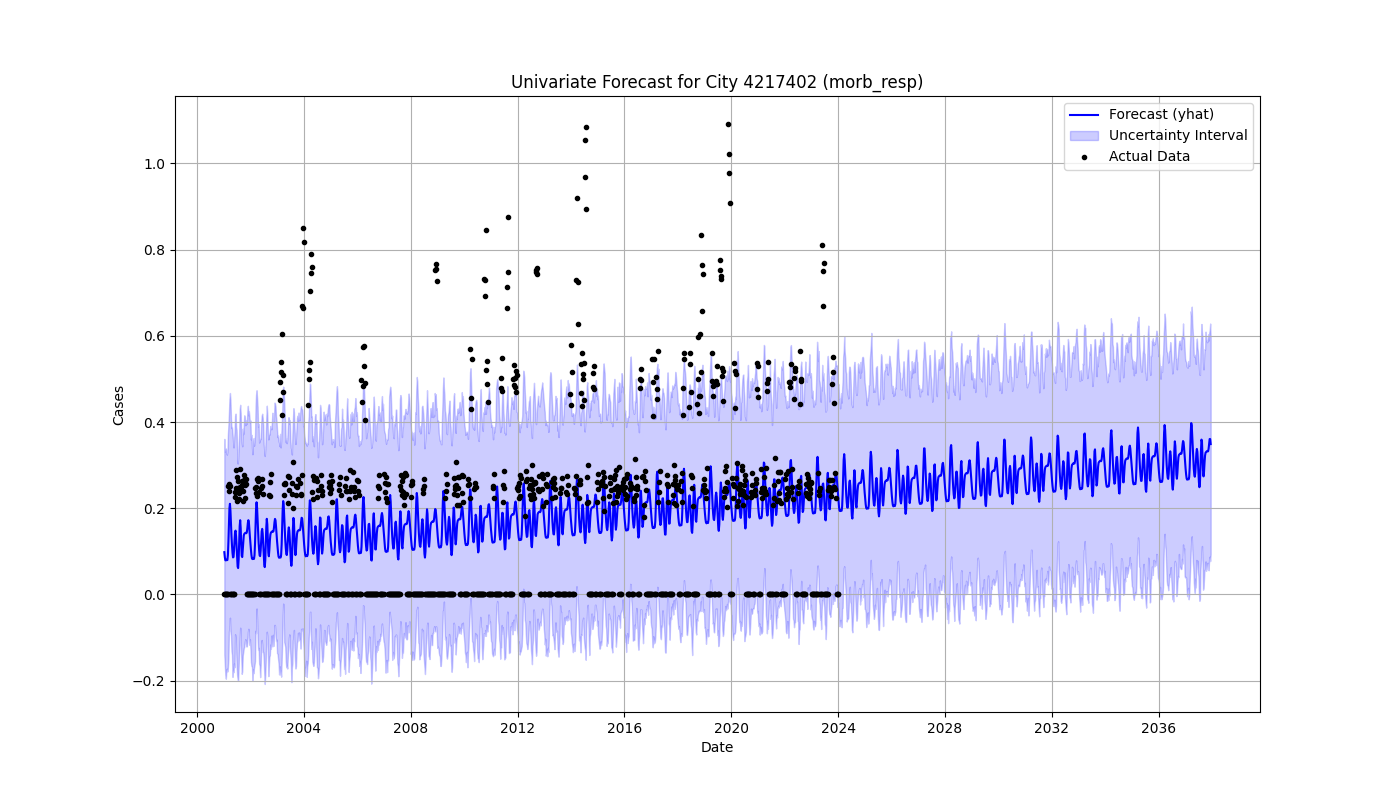 Univariate Forecast for City 4217402 (morb_resp)
Forecast (yhat)
Uncertainty Interval
Actual Data
Cases
1.0
0.8
0.6
0.4
0.2
0.0
−0.2
2000 2004 2008 2012 2016 2020 2024 2028 2032 2036
Date